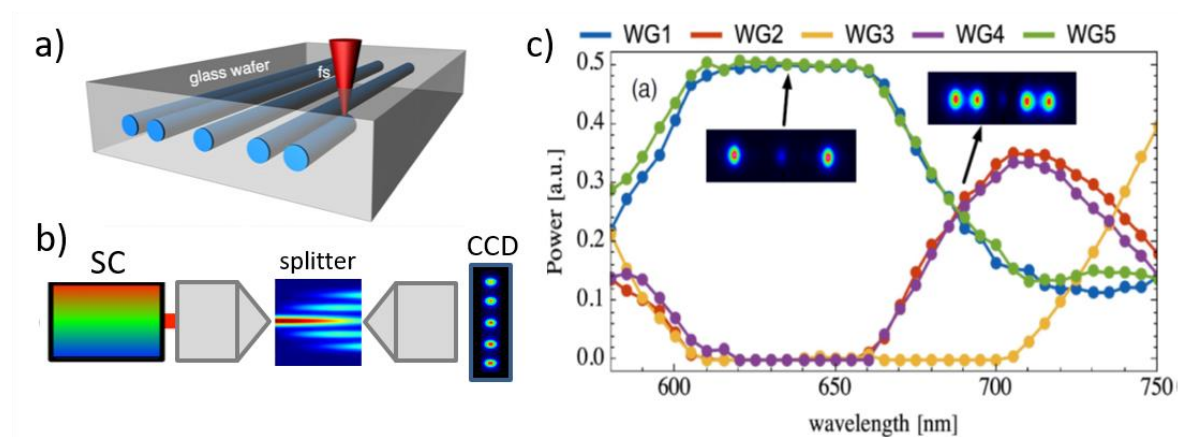 a)
glass wafer
fs
b)
SC
splitter
CCD
c)
WG1 WG2 WG3 WG4 WG5
(a)
Power [a.u.]
0.5
0.4
0.3
0.2
0.1
0.0
600 650 700 750
wavelength [nm]